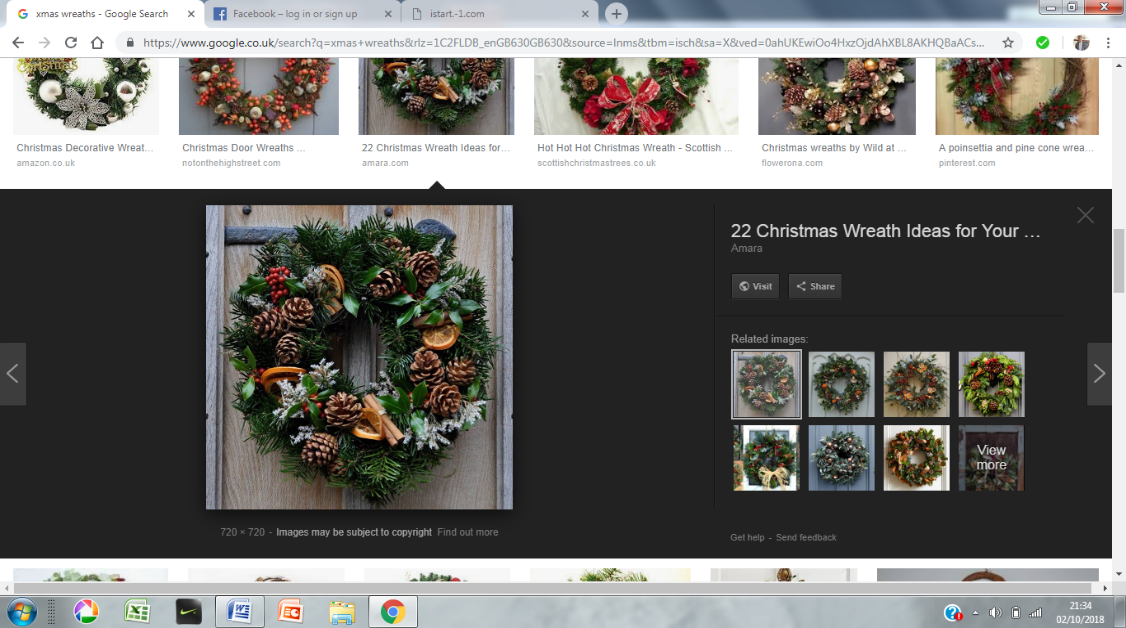 xmas wreaths - Google Search
Facebook – log in or sign up
istart.-1.com
https://www.google.co.uk/search?q=xmas+wreaths&rlz=1C2FLDB_enGB630GB630&source=lnms&tbm=isch&sa=X&ved=0ahUKEwiOo4HxzOjdAhXBL8AKHQBaACs...
Christmas
Christmas Decorative Wreat...
amazon.co.uk
Christmas Door Wreaths ...
notonthehighstreet.com
22 Christmas Wreath Ideas for...
amara.com
Hot Hot Hot Christmas Wreath - Scottish ...
scottishchristmastrees.co.uk
Christmas wreaths by Wild at ...
flowerona.com
A poinsettia and pine cone wrea...
pinterest.com
22 Christmas Wreath Ideas for Your ...
Amara
Visit
Share
Related images:
View more
720 × 720 - Images may be subject to copyright Find out more
Get help - Send feedback
21:34
02/10/2018